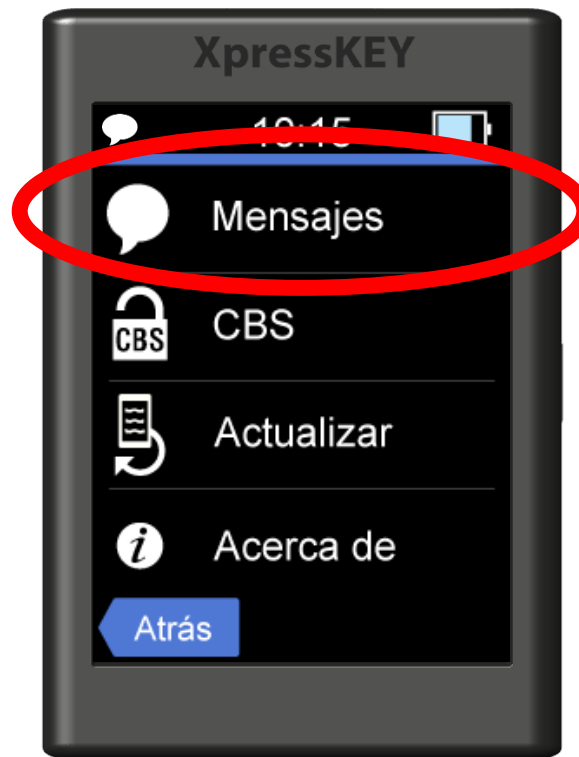 XpressKEY
Mensajes
CBS
CBS
Actualizar
i
Acerca de
Atrás